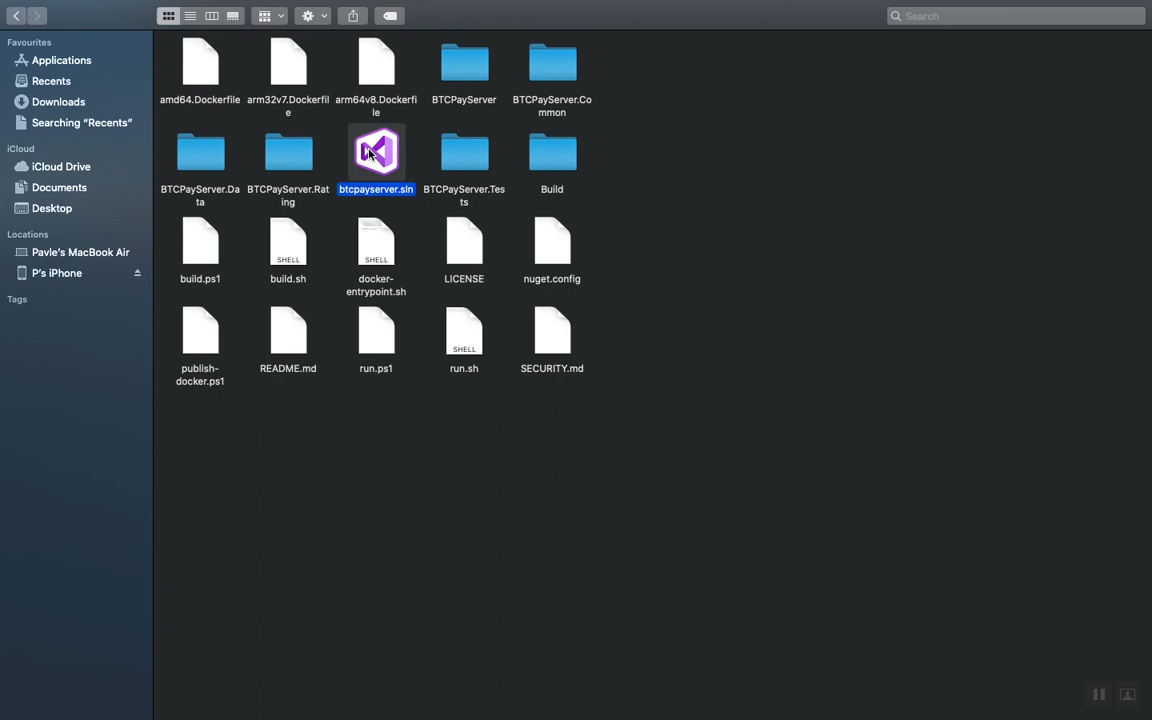 Search
Favourites
Applications
Recents
Downloads
Searching “Recents”
iCloud
iCloud Drive
Documents
Desktop
Locations
Pavle's MacBook Air
P's iPhone
Tags
amd64.Dockerfile
arm32v7.Dockerfil
e
arm64v8.Dockerfi
le
BTCPayServer
BTCPayServer.Co
mmon
BTCPayServer.Da
ta
BTCPayServer.Rat
ing
btcpayserver.sln
BTCPayServer.Tes
ts
Build
build.ps1
SHELL
build.sh
SHELL
docker-
entrypoint.sh
LICENSE
nuget.config
publish-
docker.ps1
README.md
run.ps1
SHELL
run.sh
SECURITY.md